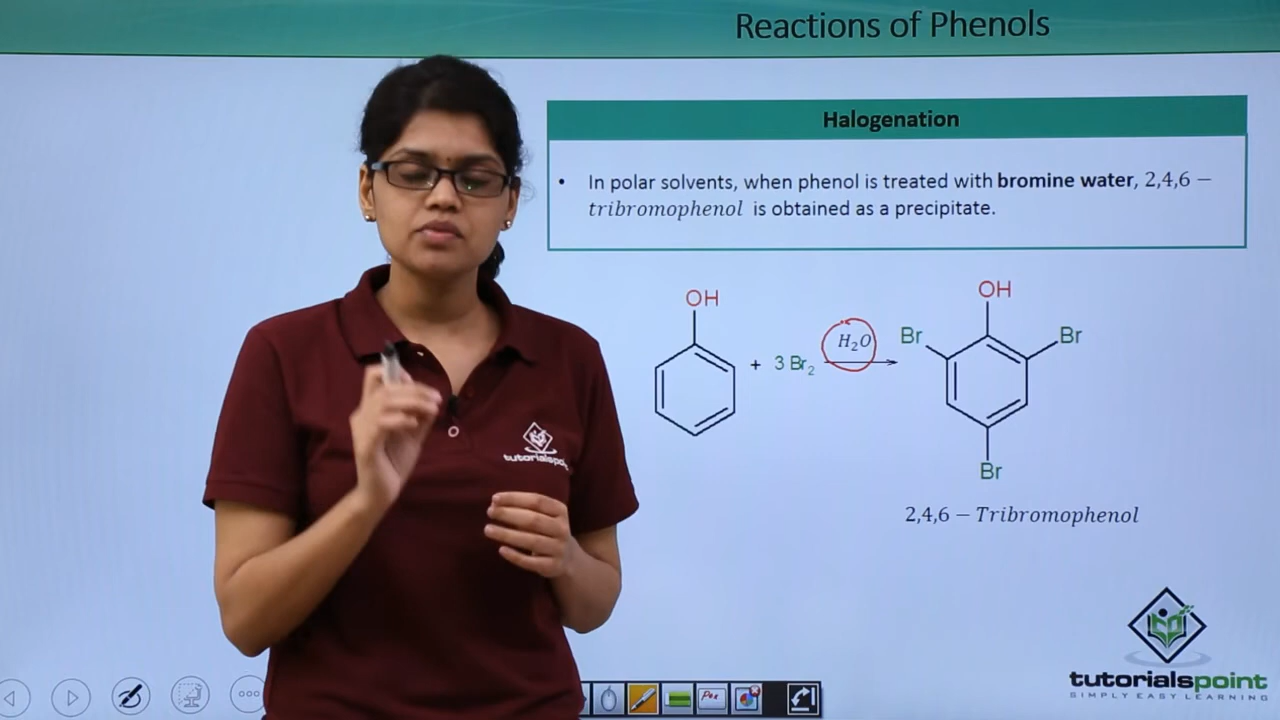 Reactions of Phenols
Halogenation
• In polar solvents, when phenol is treated with bromine water, 2,4,6 −
tribromophenol is obtained as a precipitate.
OH
+ 3 Br₂
H₂O
OH
Br
Br
Br
2,4,6 − Tribromophenol
tutorialspoint
tutorialspoint
SIMPLY EASY LEARNING
Pen